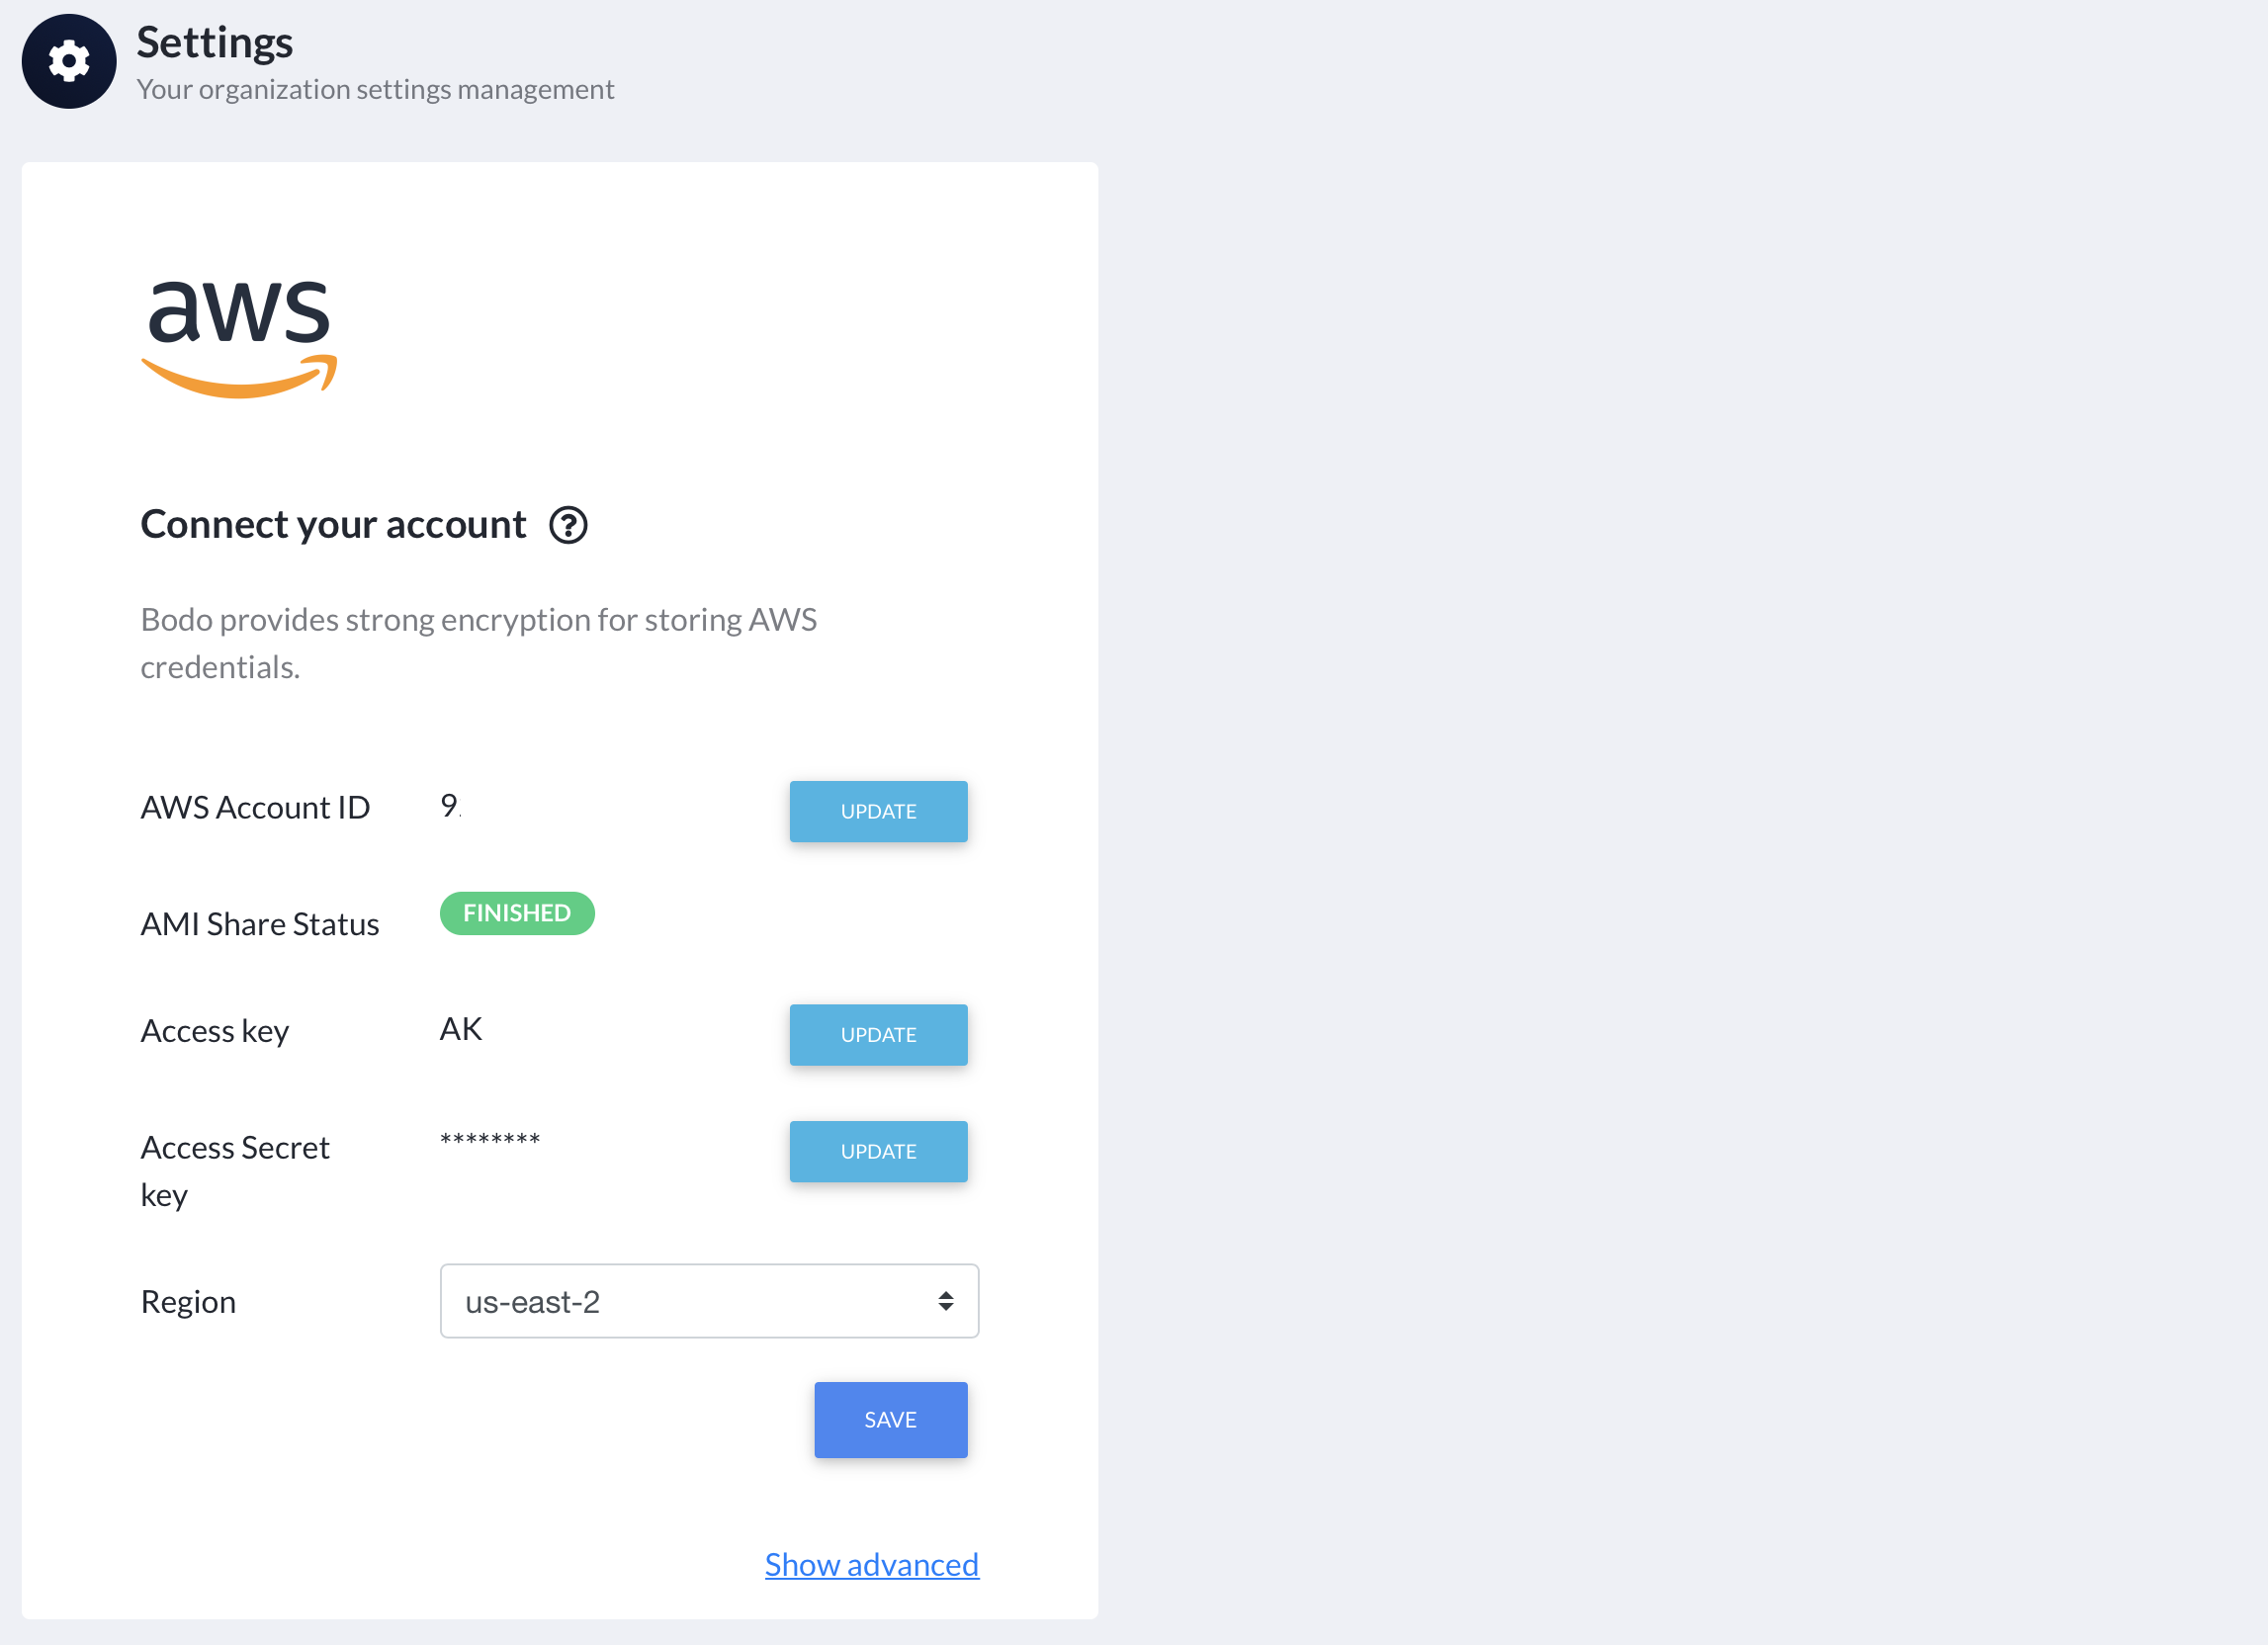 Settings
Your organization settings management
aws
Connect your account
Bodo provides strong encryption for storing AWS
credentials.
AWS Account ID 9. UPDATE
AMI Share Status FINISHED
Access key AK UPDATE
Access Secret ******** UPDATE
key
Region us-east-2
SAVE
Show advanced